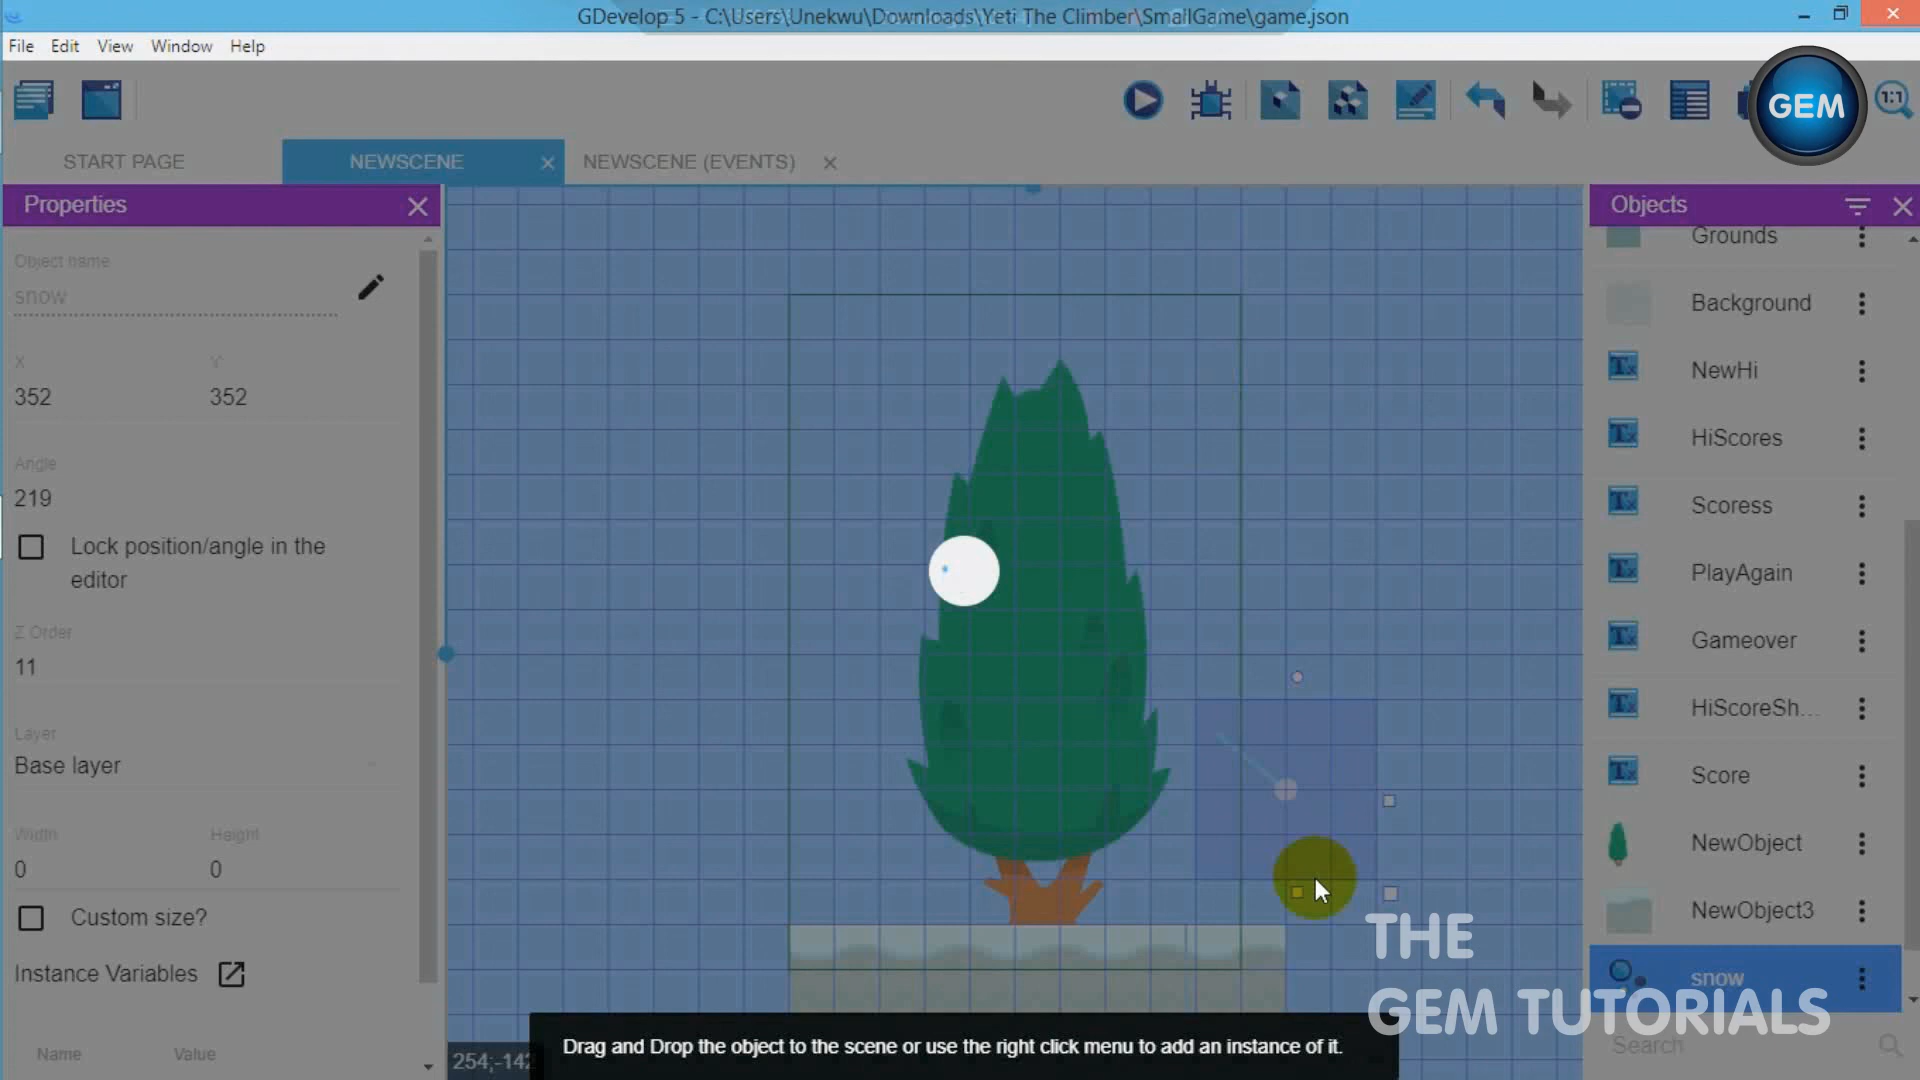 GDevelop 5 - C:\Users\Unekwu\Downloads\Yeti The Climber\SmallGame\game.json
File Edit View Window Help
1:1
GEM
START PAGE
NEWSCENE
NEWSCENE (EVENTS)
Properties
Object name
snow
X Y
352 352
Angle
219
Lock position/angle in the
editor
Z Order
11
Layer
Base layer
Width Height
0 0
Custom size?
Instance Variables
Name Value
254;-142
Objects
Grounds
Background
NewHi
HiScores
Scoress
PlayAgain
Gameover
HiScoreSh...
Score
NewObject
NewObject3
snow
Search
THE
GEM TUTORIALS
Drag and Drop the object to the scene or use the right click menu to add an instance of it.